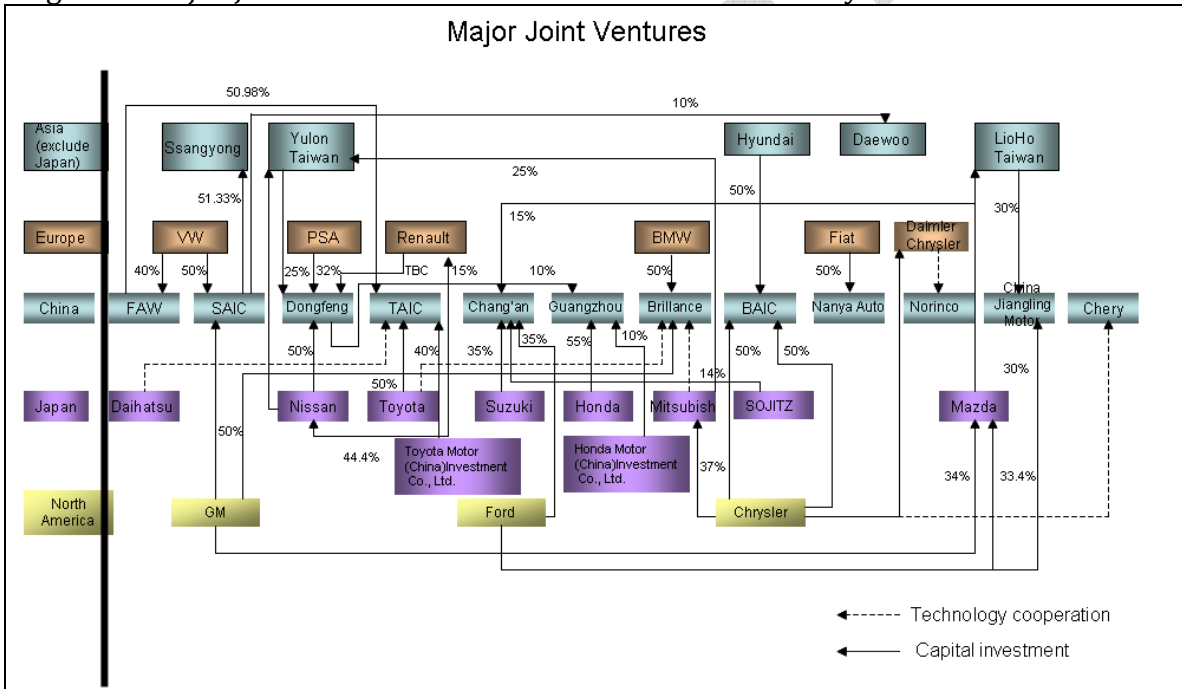 Major Joint Ventures
50.98%
10%
Asia
(exclude
Japan)
Ssangyong
Yulon
Taiwan
Hyundai
Daewoo
LioHo
Taiwan
25%
50%
51.33%
15%
30%
Europe
VW
PSA
Renault
BMW
Fiat
Daimler
Chrysler
40%
50%
25%
32%
TBC
15%
10%
50%
50%
China
FAW
SAIC
Dongfeng
TAIC
Chang'an
Guangzhou
Brillance
BAIC
Nanya Auto
Norinco
China
Jiangling
Motor
Chery
50%
40%
35%
35%
55%
10%
50%
50%
30%
50%
14%
Japan
Daihatsu
Nissan
Toyota
Suzuki
Honda
Mitsubish
SOJITZ
Mazda
50%
44.4%
Toyota Motor
(China)Investment
Co., Ltd.
Honda Motor
(China)Investment
Co., Ltd.
37%
34%
33.4%
North
America
GM
Ford
Chrysler
Technology cooperation
Capital investment